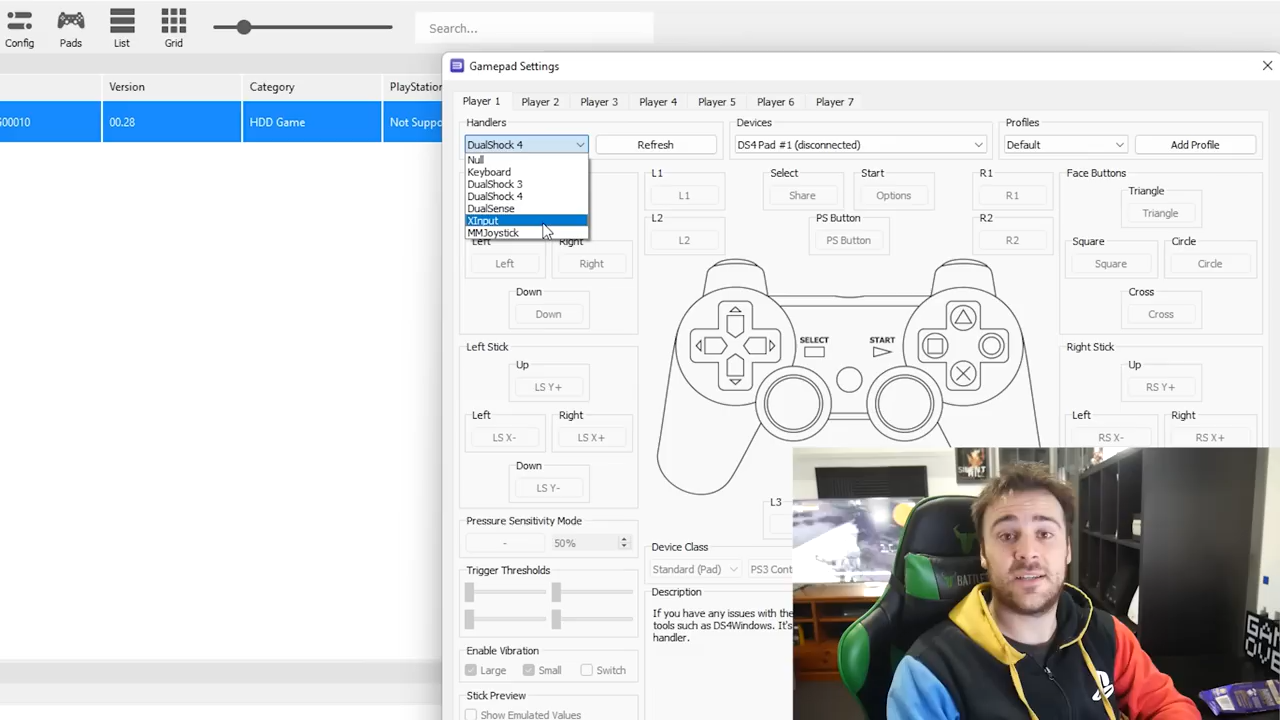 Config
Pads
List
Grid
Search...
Version
Category
PlayStation
G00010
00.28
HDD Game
Not Suppo
Gamepad Settings
Player 1
Player 2
Player 3
Player 4
Player 5
Player 6
Player 7
Handlers
DualShock 4
Refresh
Null
Keyboard
DualShock 3
DualShock 4
DualSense
XInput
MMJoystick
Devices
DS4 Pad #1 (disconnected)
Profiles
Default
Add Profile
Left
Left
Right
Right
Down
Down
L1
L1
L2
L2
Select
Share
Start
Options
PS Button
PS Button
R1
R1
R2
R2
Face Buttons
Triangle
Triangle
Square
Square
Circle
Circle
Cross
Cross
SELECT
START
Left Stick
Up
LS Y+
Left
LS X-
Right
LS X+
Down
LS Y-
Right Stick
Up
RS Y+
Left
RS X-
Right
RS X+
L3
Pressure Sensitivity Mode
-
50%
Trigger Thresholds
Enable Vibration
Large
Small
Switch
Stick Preview
Show Emulated Values
Device Class
Standard (Pad)
PS3 Cont
Description
If you have any issues with the
tools such as DS4Windows. It's
handler.
SILENT
GAME
OVE